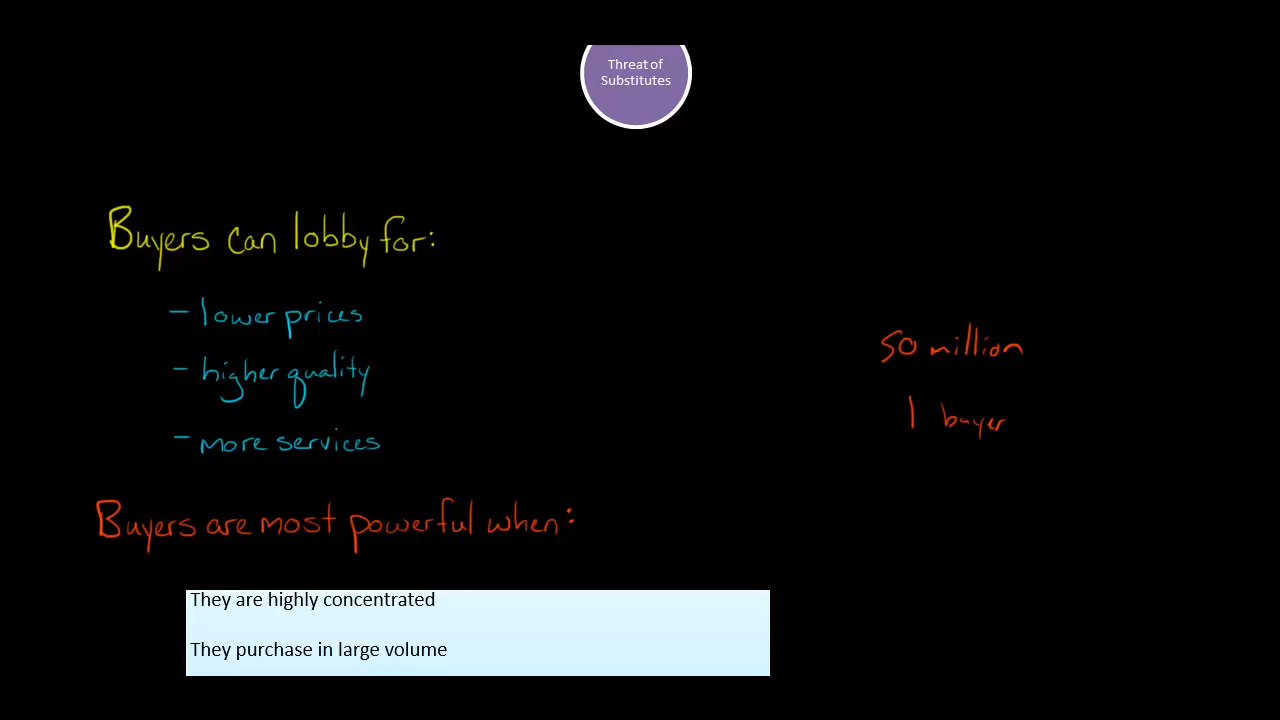 Threat of
Substitutes
Buyers can lobby for:
- lower prices
- higher quality
- more services
50 million
1 buyer
Buyers are most powerful when:
They are highly concentrated
They purchase in large volume